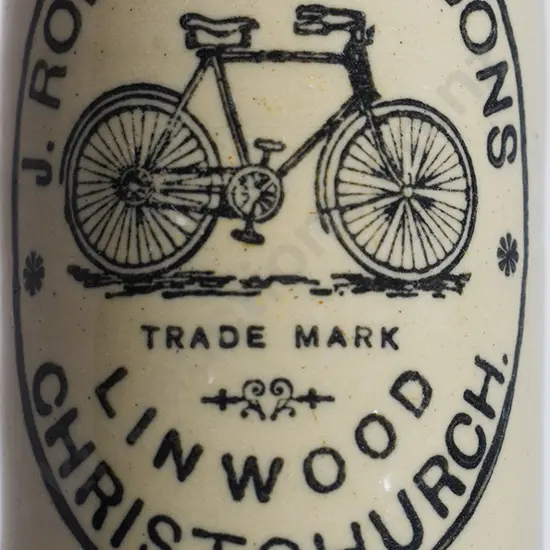 J. RO
ONS
TRADE MARK
LINWOOD
CHRISTCHURCH.